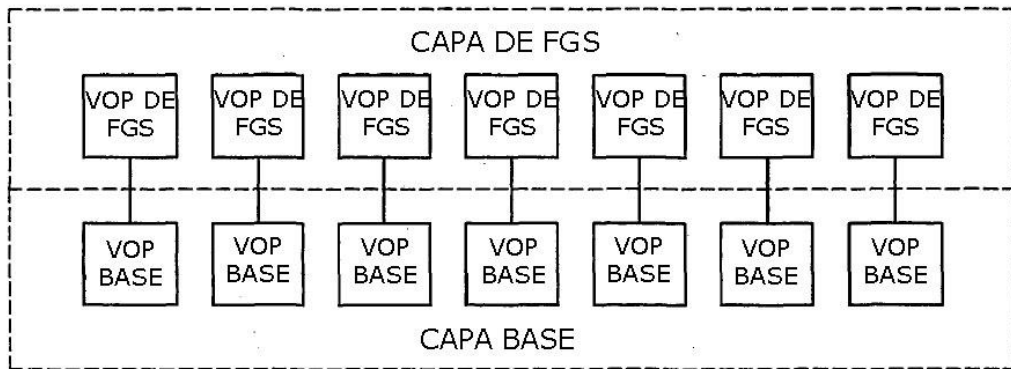 CAPA DE FGS
VOP DE FGS VOP DE FGS VOP DE FGS VOP DE FGS VOP DE FGS VOP DE FGS VOP DE FGS
VOP BASE VOP BASE VOP BASE VOP BASE VOP BASE VOP BASE VOP BASE
CAPA BASE